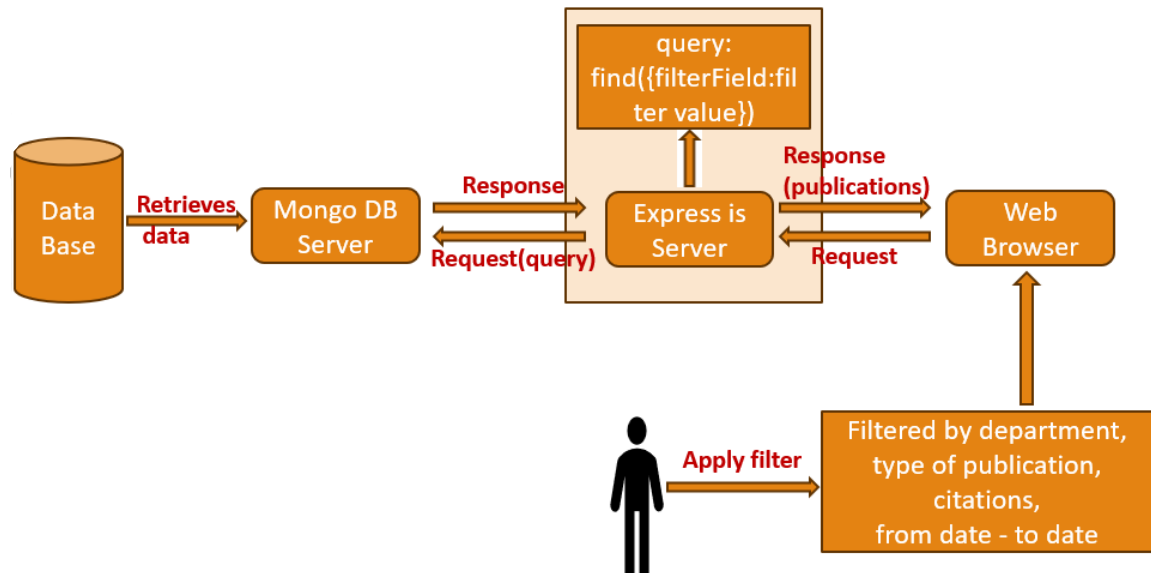 query:
find({filterField:fil
ter value})
Data
Base
Retrieves
data
Mongo DB
Server
Response
Request(query)
Express is
Server
Response
(publications)
Request
Web
Browser
Apply filter
Filtered by department,
type of publication,
citations,
from date - to date